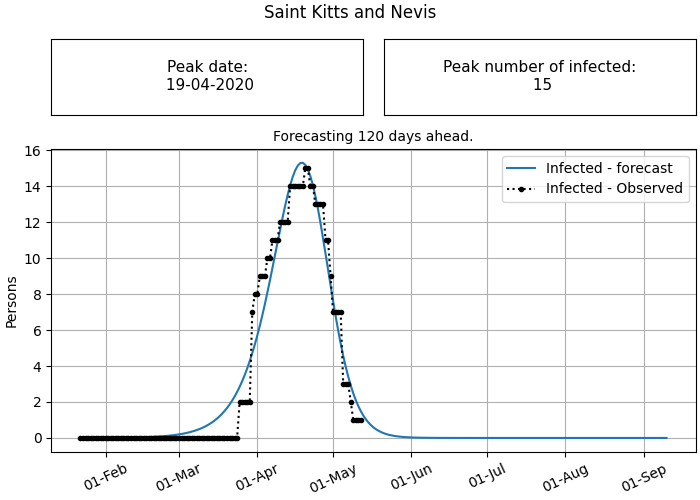 Saint Kitts and Nevis
Peak date:
19-04-2020
Peak number of infected:
15
Forecasting 120 days ahead.
16
14
12
10
8
6
4
2
0
Persons
Infected - forecast
Infected - Observed
01-Feb
01-Mar
01-Apr
01-May
01-Jun
01-Jul
01-Aug
01-Sep